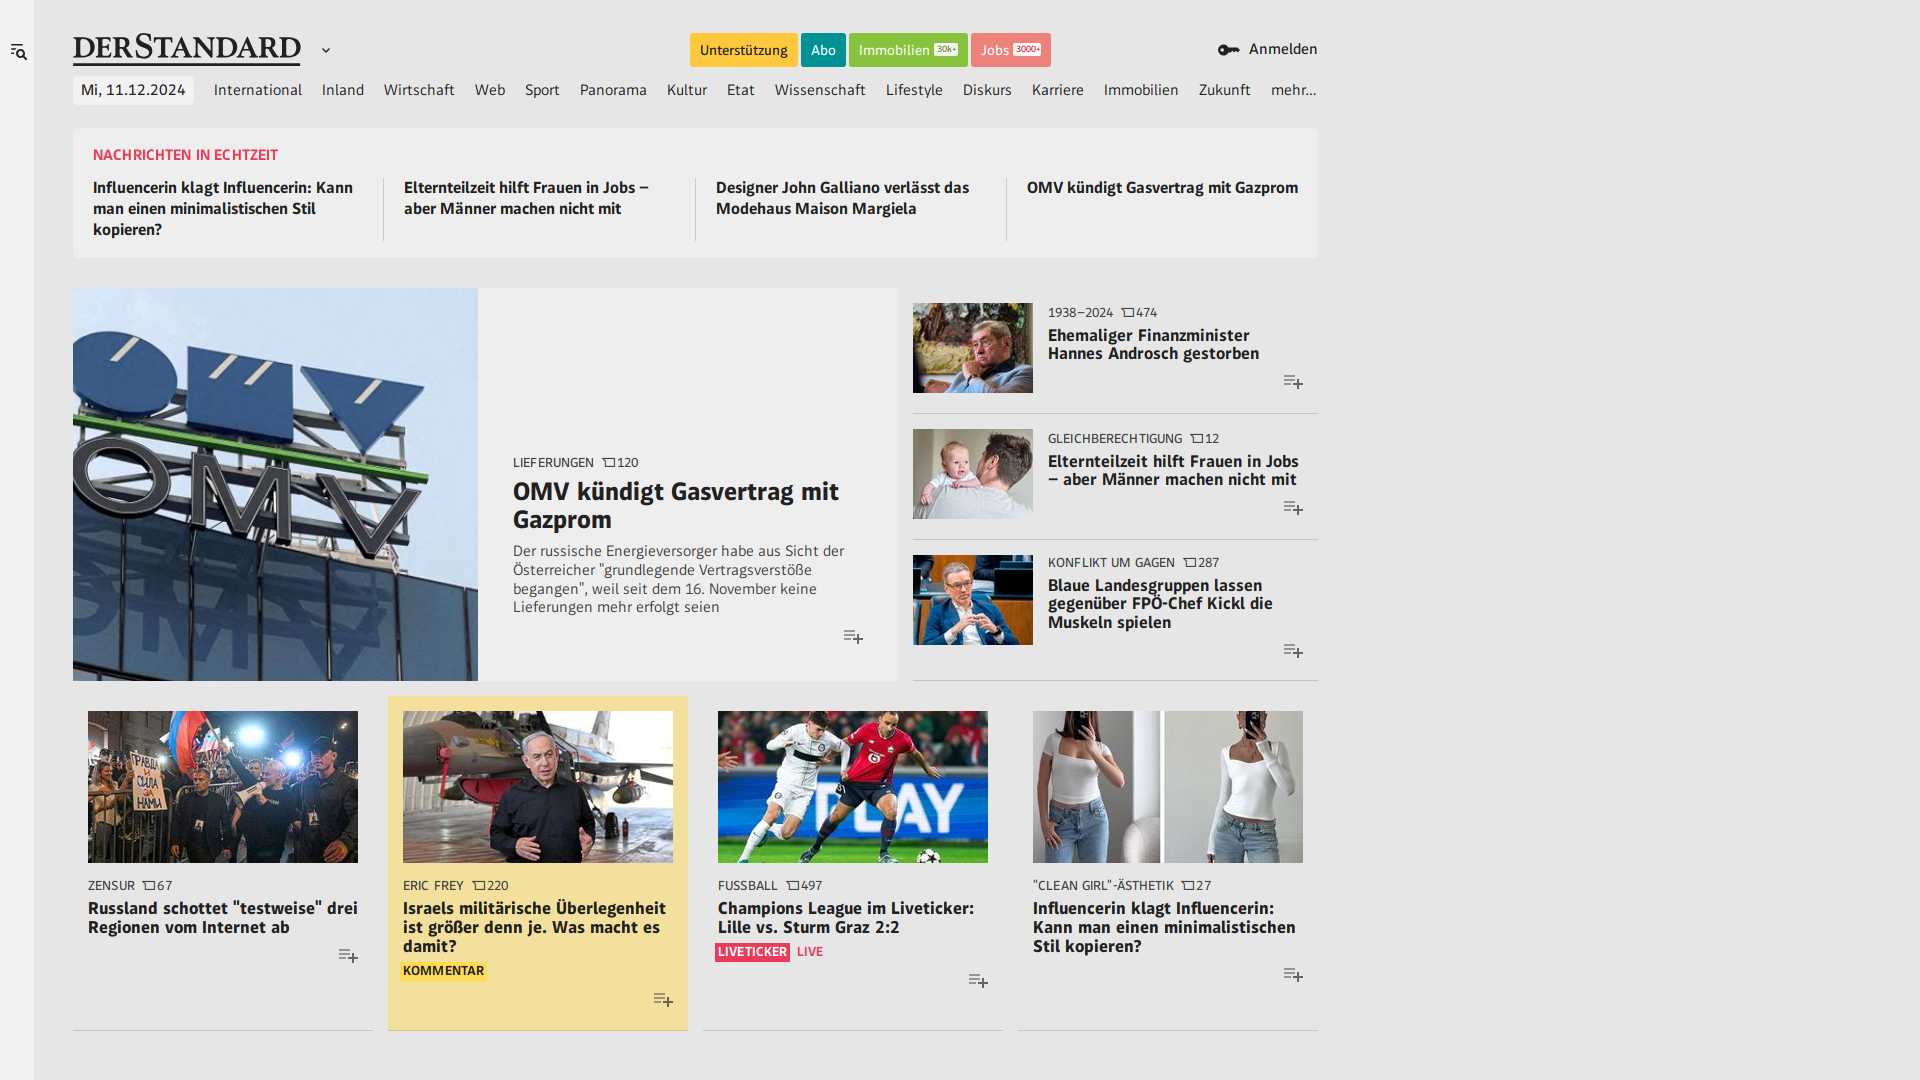 DERSTANDARD
Unterstützung
Abo
Immobilien 30k+
Jobs 3000+
Anmelden
Mi, 11.12.2024
International
Inland
Wirtschaft
Web
Sport
Panorama
Kultur
Etat
Wissenschaft
Lifestyle
Diskurs
Karriere
Immobilien
Zukunft
mehr...
NACHRICHTEN IN ECHTZEIT
Influencerin klagt Influencerin: Kann
man einen minimalistischen Stil
kopieren?
Elternteilzeit hilft Frauen in Jobs –
aber Männer machen nicht mit
Designer John Galliano verlässt das
Modehaus Maison Margiela
OMV kündigt Gasvertrag mit Gazprom
OMV
LIEFERUNGEN 120
OMV kündigt Gasvertrag mit
Gazprom
Der russische Energieversorger habe aus Sicht der
Österreicher "grundlegende Vertragsverstöße
begangen", weil seit dem 16. November keine
Lieferungen mehr erfolgt seien
1938–2024 474
Ehemaliger Finanzminister
Hannes Androsch gestorben
GLEICHBERECHTIGUNG 12
Elternteilzeit hilft Frauen in Jobs
– aber Männer machen nicht mit
KONFLIKT UM GAGEN 287
Blaue Landesgruppen lassen
gegenüber FPÖ-Chef Kickl die
Muskeln spielen
ПРАВДА
И
СИЛА
ЗА
НАМИ
ZENSUR 67
Russland schottet "testweise" drei
Regionen vom Internet ab
ERIC FREY 220
Israels militärische Überlegenheit
ist größer denn je. Was macht es
damit?
KOMMENTAR
PLAY
FUSSBALL 497
Champions League im Liveticker:
Lille vs. Sturm Graz 2:2
LIVETICKER LIVE
"CLEAN GIRL"-ÄSTHETIK 27
Influencerin klagt Influencerin:
Kann man einen minimalistischen
Stil kopieren?